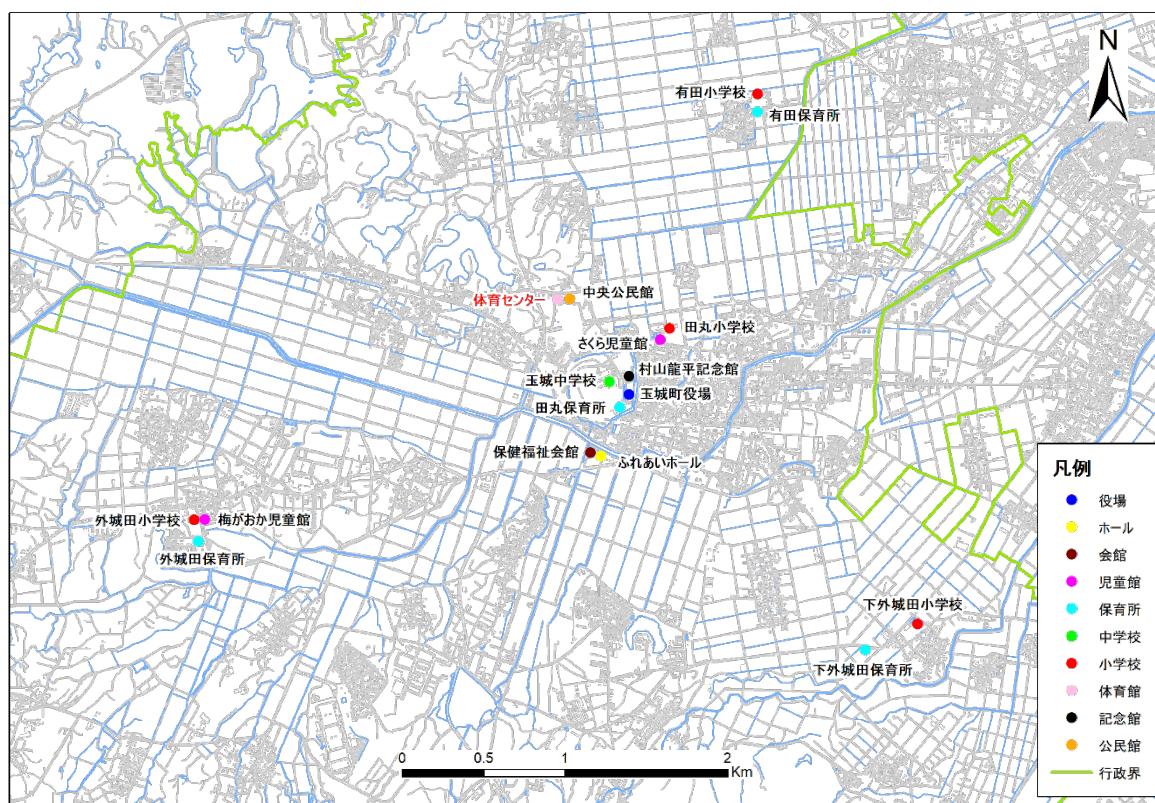 N
有田小学校
有田保育所
中央公民館
体育センター
田丸小学校
さくら児童館
村山龍平記念館
玉城中学校
玉城町役場
田丸保育所
保健福祉会館
ふれあいホール
外城田小学校
梅がおか児童館
外城田保育所
下外城田小学校
下外城田保育所
凡例
役場
ホール
会館
児童館
保育所
中学校
小学校
体育館
記念館
公民館
行政界
0 0.5 1 2
Km